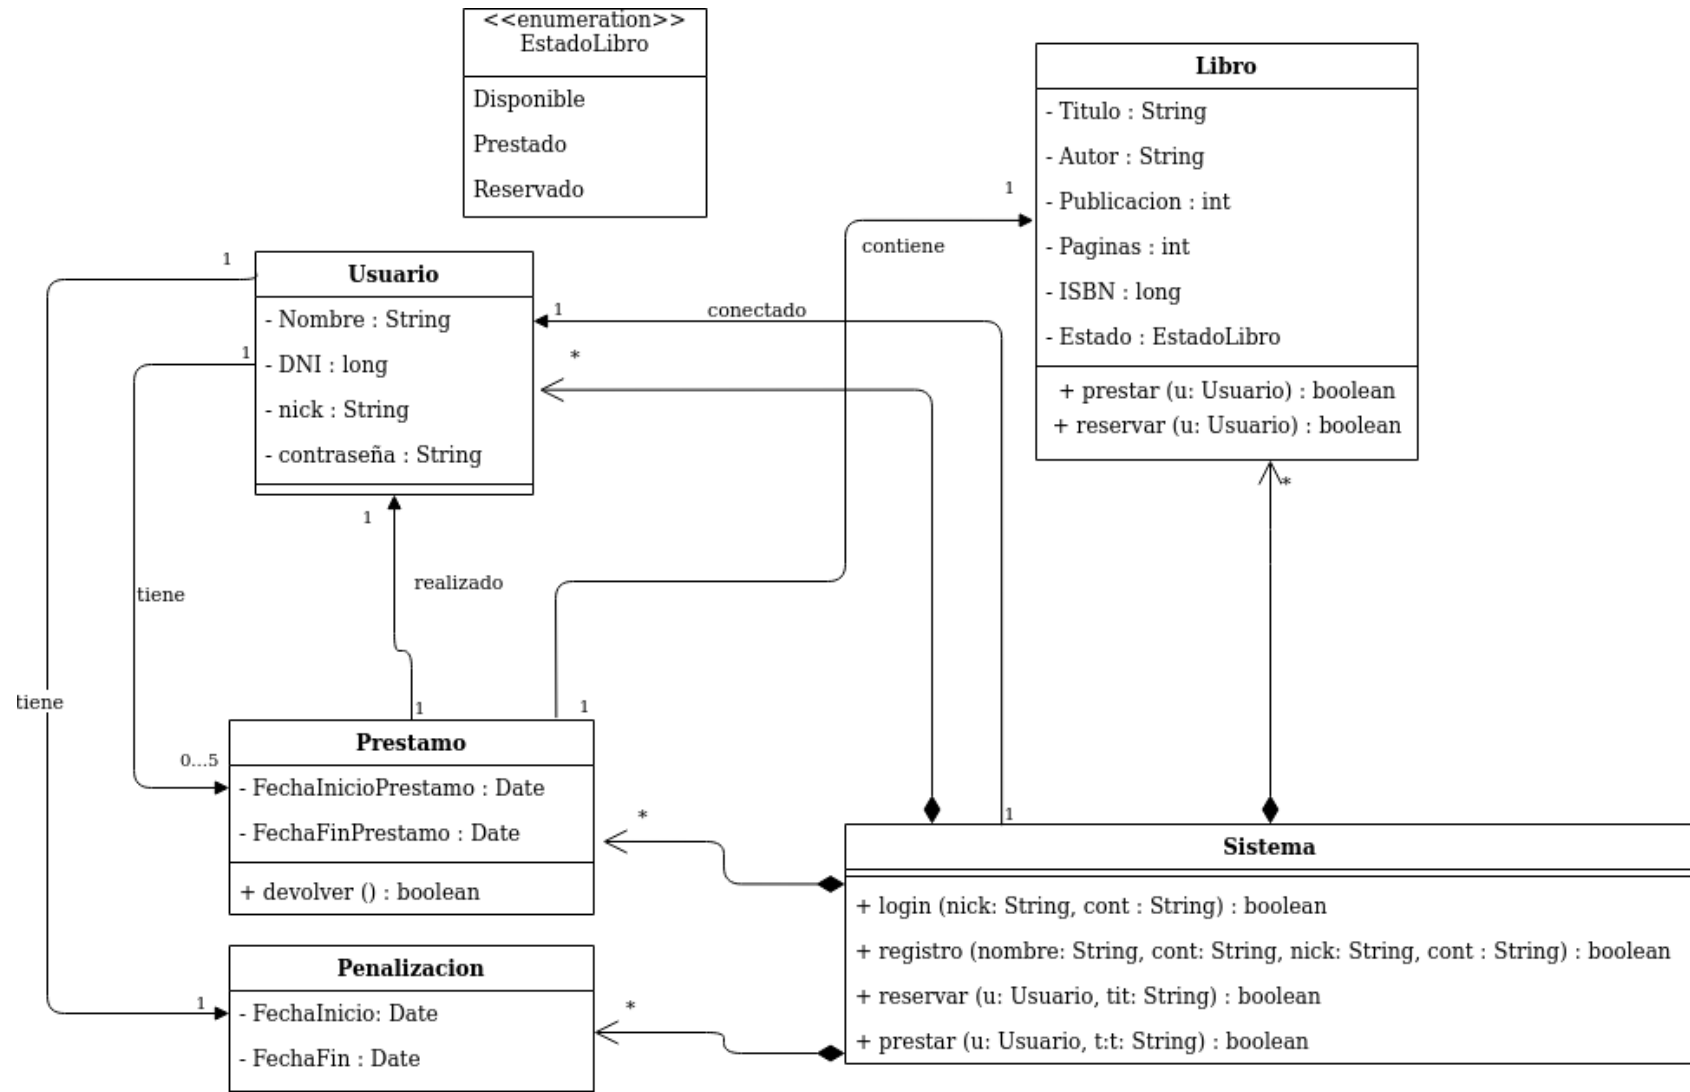 <<enumeration>>
EstadoLibro
Disponible
Prestado
Reservado
Libro
- Titulo : String
- Autor : String
- Publicacion : int
- Paginas : int
- ISBN : long
- Estado : EstadoLibro
+ prestar (u: Usuario) : boolean
+ reservar (u: Usuario) : boolean
1
contiene
1
Usuario
- Nombre : String
- DNI : long
- nick : String
- contraseña : String
1
conectado
*
1
*
1
realizado
tiene
tiene
1
1
0...5
Prestamo
- FechaInicioPrestamo : Date
- FechaFinPrestamo : Date
+ devolver () : boolean
*
1
Sistema
+ login (nick: String, cont : String) : boolean
+ registro (nombre: String, cont: String, nick: String, cont : String) : boolean
+ reservar (u: Usuario, tit: String) : boolean
+ prestar (u: Usuario, t:t: String) : boolean
Penalizacion
- FechaInicio: Date
- FechaFin : Date
1
*